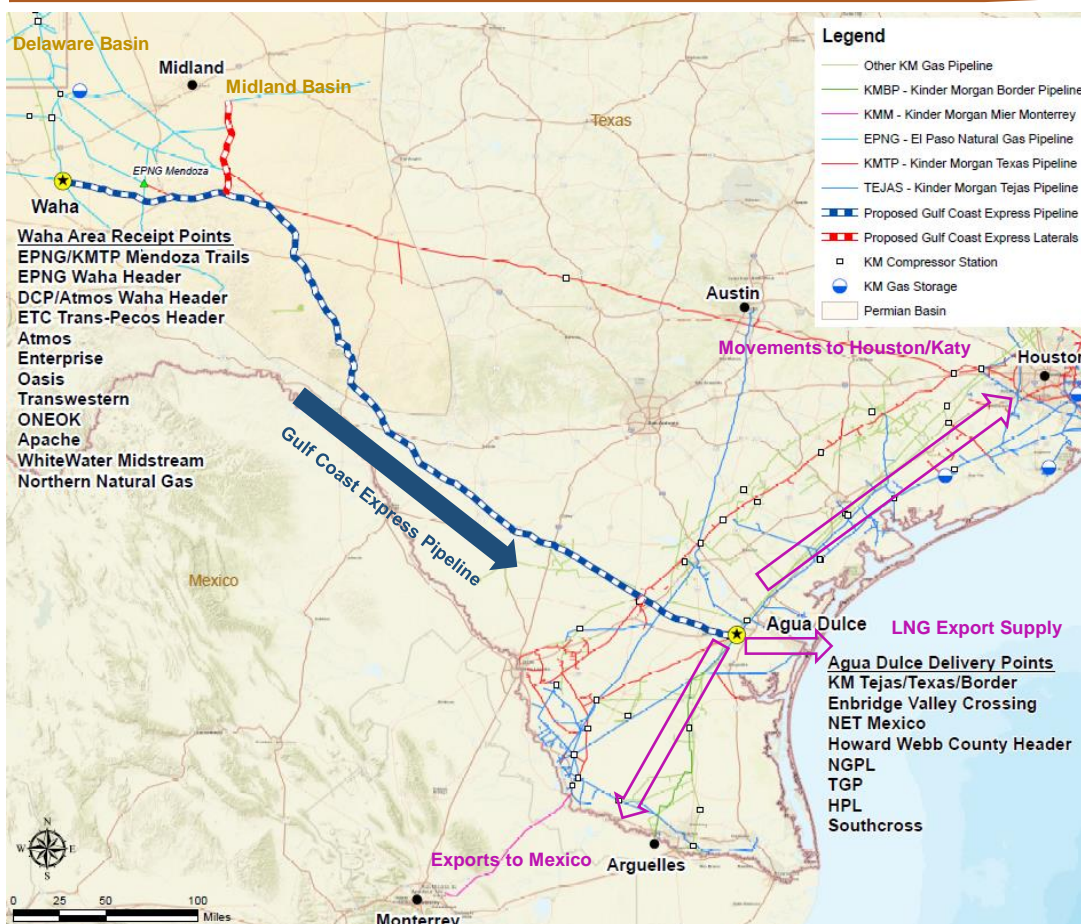 Delaware Basin
Midland
Midland Basin
Texas
EPNG Mendoza
Waha
Waha Area Receipt Points
EPNG/KMTP Mendoza Trails
EPNG Waha Header
DCP/Atmos Waha Header
ETC Trans-Pecos Header
Atmos
Enterprise
Oasis
Transwestern
ONEOK
Apache
WhiteWater Midstream
Northern Natural Gas
Legend
Other KM Gas Pipeline
KMBP - Kinder Morgan Border Pipeline
KMM - Kinder Morgan Mier Monterrey
EPNG - El Paso Natural Gas Pipeline
KMTP - Kinder Morgan Texas Pipeline
TEJAS - Kinder Morgan Tejas Pipeline
Proposed Gulf Coast Express Pipeline
Proposed Gulf Coast Express Laterals
KM Compressor Station
KM Gas Storage
Permian Basin
Austin
Movements to Houston/Katy
Houston
Gulf Coast Express Pipeline
Mexico
Agua Dulce
LNG Export Supply
Agua Dulce Delivery Points
KM Tejas/Texas/Border
Enbridge Valley Crossing
NET Mexico
Howard Webb County Header
NGPL
TGP
HPL
Southcross
Exports to Mexico
Arguelles
Monterrey
N
W E
S
0 25 50 100
Miles